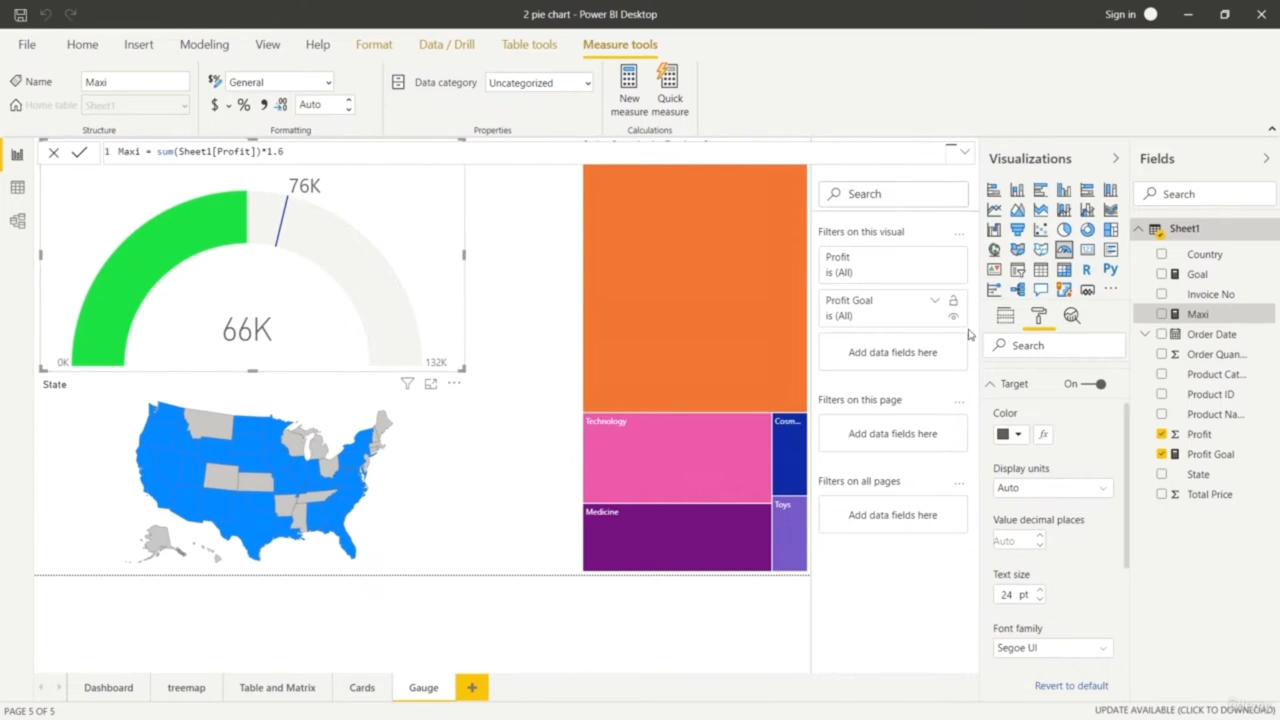 2 pie chart - Power BI Desktop
Sign in
File
Home
Insert
Modeling
View
Help
Format
Data / Drill
Table tools
Measure tools
Name
Maxi
Home table
Sheet1
Structure
$%
General
$
%
Auto
Formatting
Data category
Uncategorized
Properties
New
measure
Quick
measure
Calculations
1 Maxi = sum(Sheet1[Profit])*1.6
76K
66K
0K
132K
State
Technology
Cosm...
Medicine
Toys
Search
Filters on this visual
Profit
is (All)
Profit Goal
is (All)
Add data fields here
Filters on this page
Add data fields here
Filters on all pages
Add data fields here
Visualizations
R
Py
Search
Target
On
Color
fx
Display units
Auto
Value decimal places
Auto
Text size
24 pt
Font family
Segoe UI
Revert to default
Fields
Search
Sheet1
Country
Goal
Invoice No
Maxi
Order Date
Order Quan...
Product Cat...
Product ID
Product Na...
Profit
Profit Goal
State
Total Price
Dashboard
treemap
Table and Matrix
Cards
Gauge
PAGE 5 OF 5
UPDATE AVAILABLE (CLICK TO DOWNLOAD)